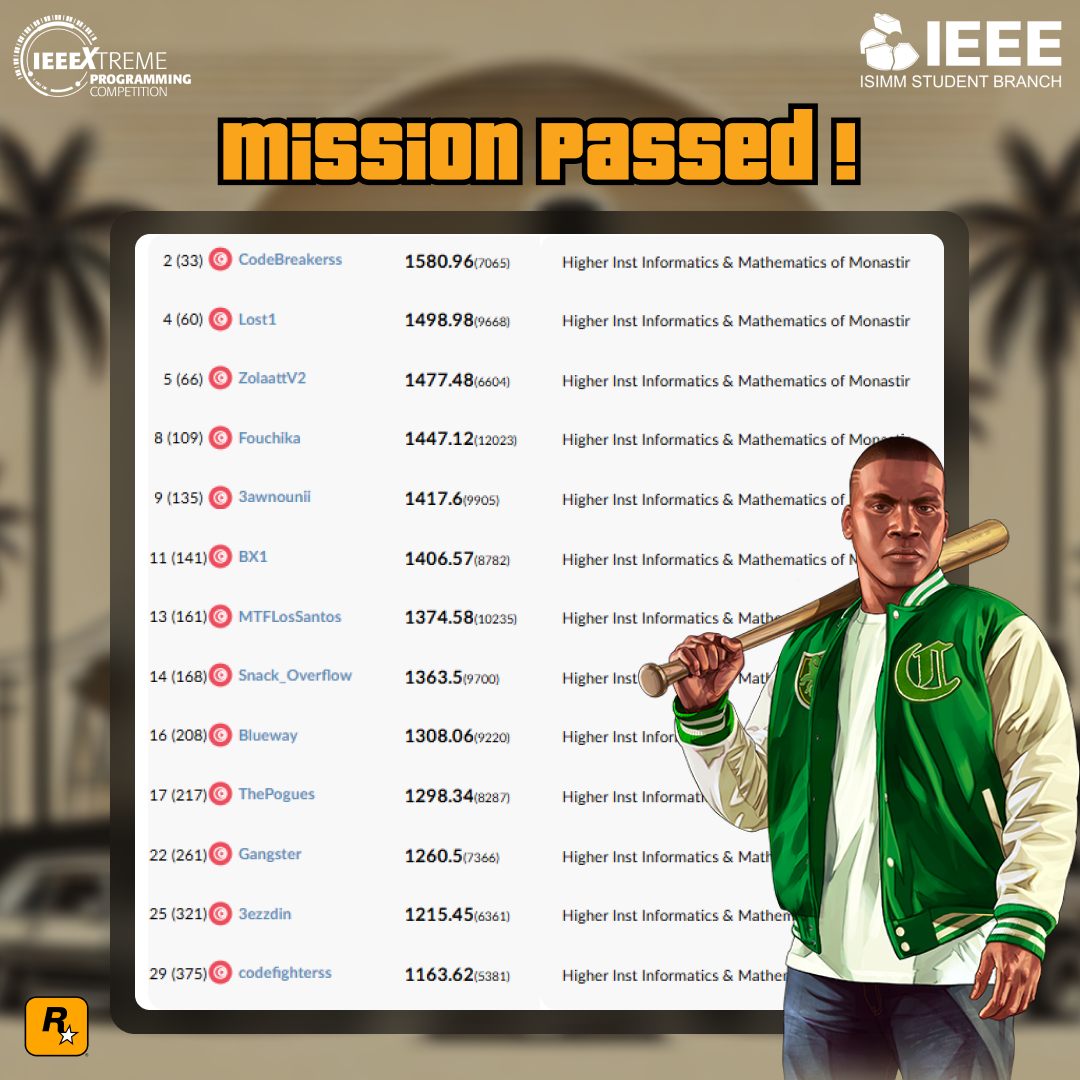 IEEEXTREME
PROGRAMMING
COMPETITION
IEEE
ISIMM STUDENT BRANCH
mission passed !
2 (33) CodeBreakerss 1580.96(7065) Higher Inst Informatics & Mathematics of Monastir
4 (60) Lost1 1498.98(9668) Higher Inst Informatics & Mathematics of Monastir
5 (66) ZolaattV2 1477.48(6604) Higher Inst Informatics & Mathematics of Monastir
8 (109) Fouchika 1447.12(12023) Higher Inst Informatics & Mathematics of Monastir
9 (135) 3awnounii 1417.6(9905) Higher Inst Informatics & Mathematics of
11 (141) BX1 1406.57(8782) Higher Inst Informatics & Mathematics of
13 (161) MTFLosSantos 1374.58(10235) Higher Inst Informatics & Math
14 (168) Snack_Overflow 1363.5(9700) Higher Inst Math
16 (208) Blueway 1308.06(9220) Higher Inst Infor
17 (217) ThePogues 1298.34(8287) Higher Inst Informati
22 (261) Gangster 1260.5(7366) Higher Inst Informatics & Math
25 (321) 3ezzdin 1215.45(6361) Higher Inst Informatics & Mathem
29 (375) codefighterss 1163.62(5381) Higher Inst Informatics & Mathe
C
R